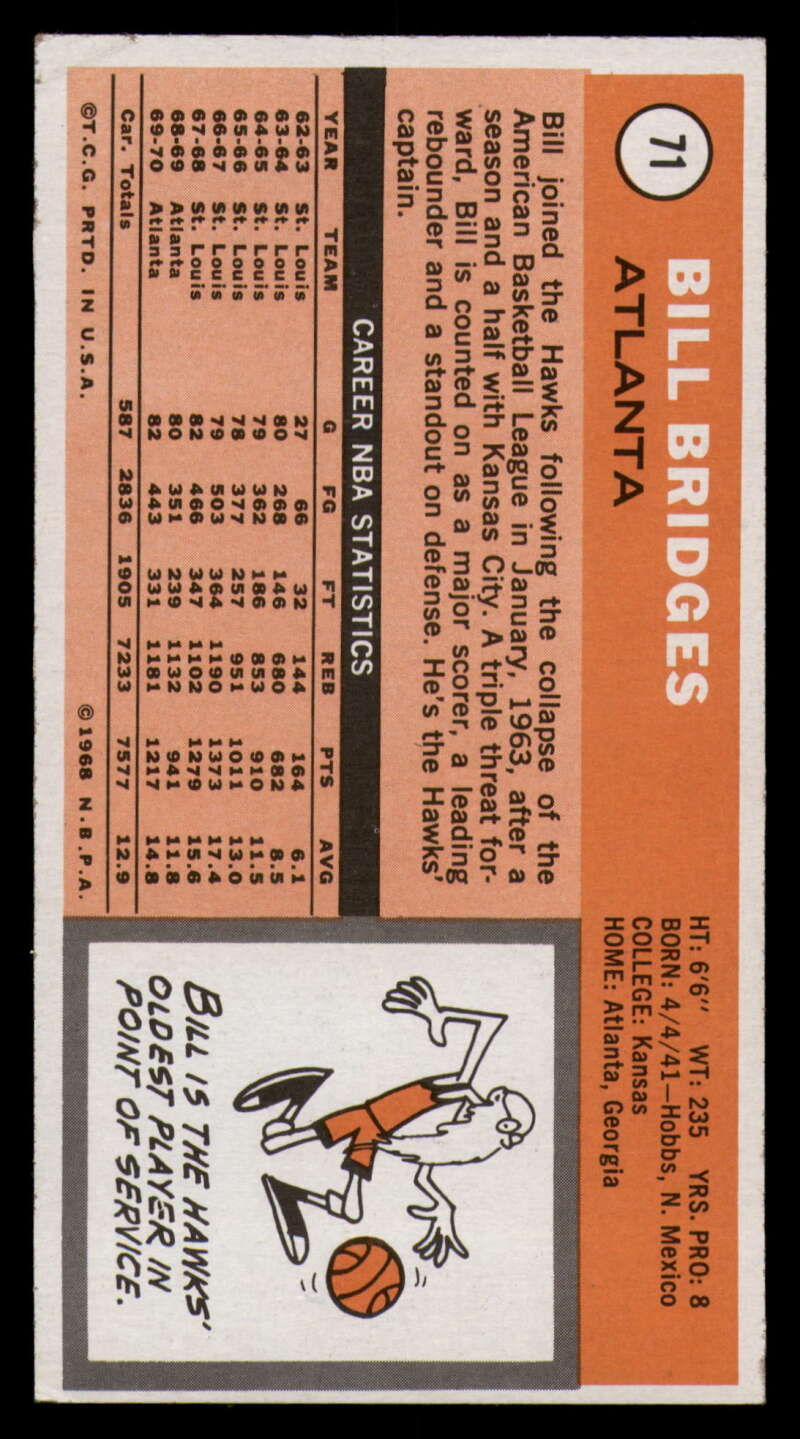 71
BILL BRIDGES
ATLANTA
HT: 6'6" WT: 235 YRS. PRO: 8
BORN: 4/4/41—Hobbs, N. Mexico
COLLEGE: Kansas
HOME: Atlanta, Georgia
Bill joined the Hawks following the collapse of the
American Basketball League in January, 1963, after a
season and a half with Kansas City. A triple threat for-
ward, Bill is counted on as a major scorer, a leading
rebounder and a standout on defense. He's the Hawks'
captain.
CAREER NBA STATISTICS
YEAR TEAM G FG FT REB PTS AVG
62-63 St. Louis 27 66 32 144 164 6.1
63-64 St. Louis 80 268 146 680 682 8.5
64-65 St. Louis 79 362 186 853 910 11.5
65-66 St. Louis 78 377 257 951 1011 13.0
66-67 St. Louis 79 503 364 1190 1373 17.4
67-68 St. Louis 82 466 347 1102 1279 15.6
68-69 Atlanta 80 351 239 1132 941 11.8
69-70 Atlanta 82 443 331 1181 1217 14.8
Car. Totals 587 2836 1905 7233 7577 12.9
©T.C.G. PRTD. IN U.S.A. ©1968 N.B.P.A.
BILL IS THE HAWKS'
OLDEST PLAYER IN
POINT OF SERVICE.